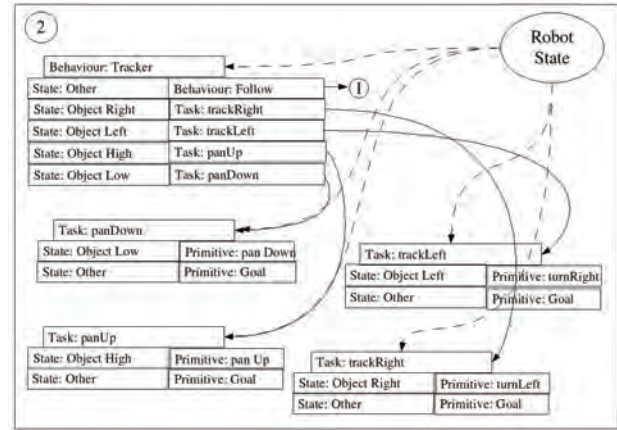 2
Robot
State
Behaviour: Tracker
State: Other Behaviour: Follow
1
State: Object Right Task: trackRight
State: Object Left Task: trackLeft
State: Object High Task: panUp
State: Object Low Task: panDown
Task: panDown
State: Object Low Primitive: pan Down
State: Other Primitive: Goal
Task: trackLeft
State: Object Left Primitive: turnRight
State: Other Primitive: Goal
Task: panUp
State: Object High Primitive: pan Up
State: Other Primitive: Goal
Task: trackRight
State: Object Right Primitive: turnLeft
State: Other Primitive: Goal